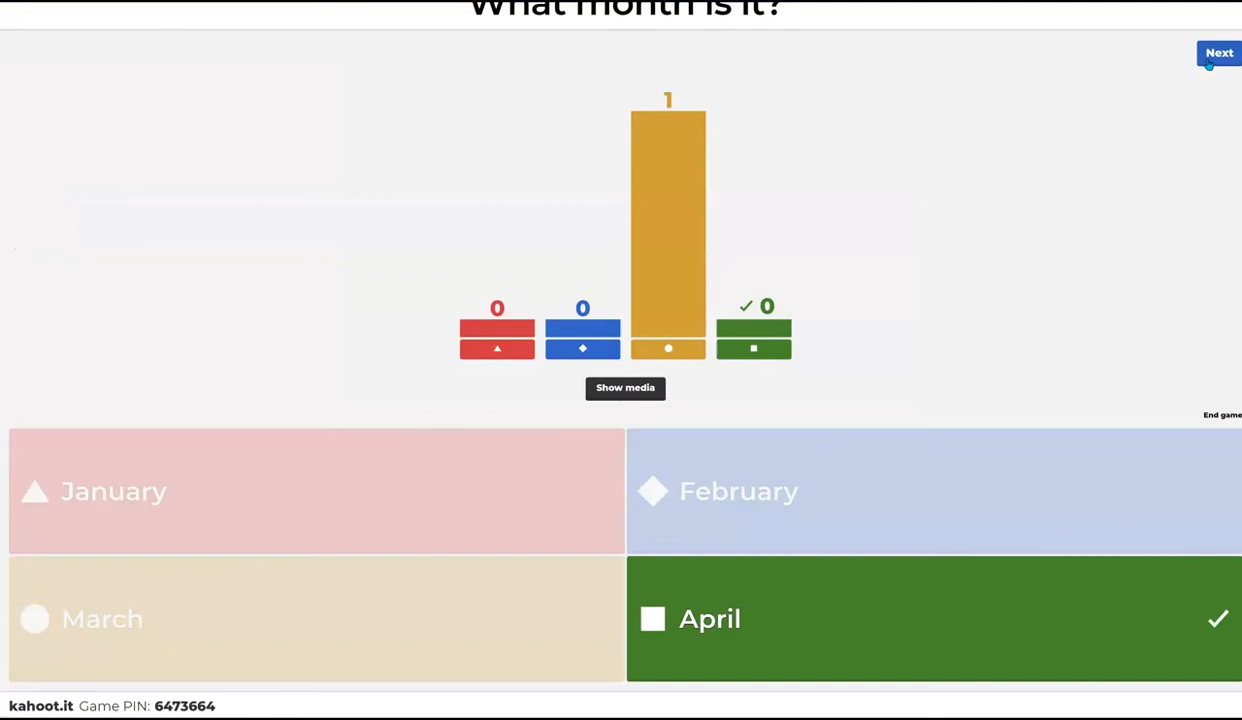 What month is it?
Next
1
0
0
0
Show media
End game
January
February
March
April
kahoot.it Game PIN: 6473664